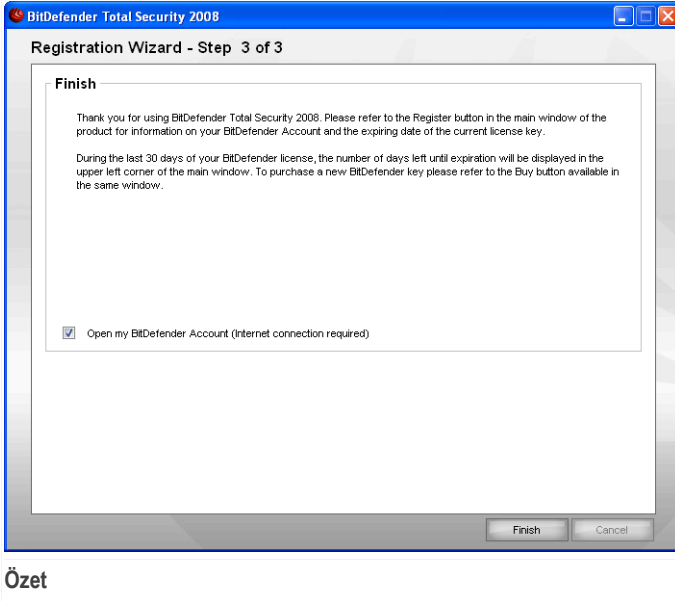 BitDefender Total Security 2008
Registration Wizard - Step 3 of 3
Finish
Thank you for using BitDefender Total Security 2008. Please refer to the Register button in the main window of the
product for information on your BitDefender Account and the expiring date of the current license key.
During the last 30 days of your BitDefender license, the number of days left until expiration will be displayed in the
upper left corner of the main window. To purchase a new BitDefender key please refer to the Buy button available in
the same window.
Open my BitDefender Account (Internet connection required)
Finish
Cancel
Özet